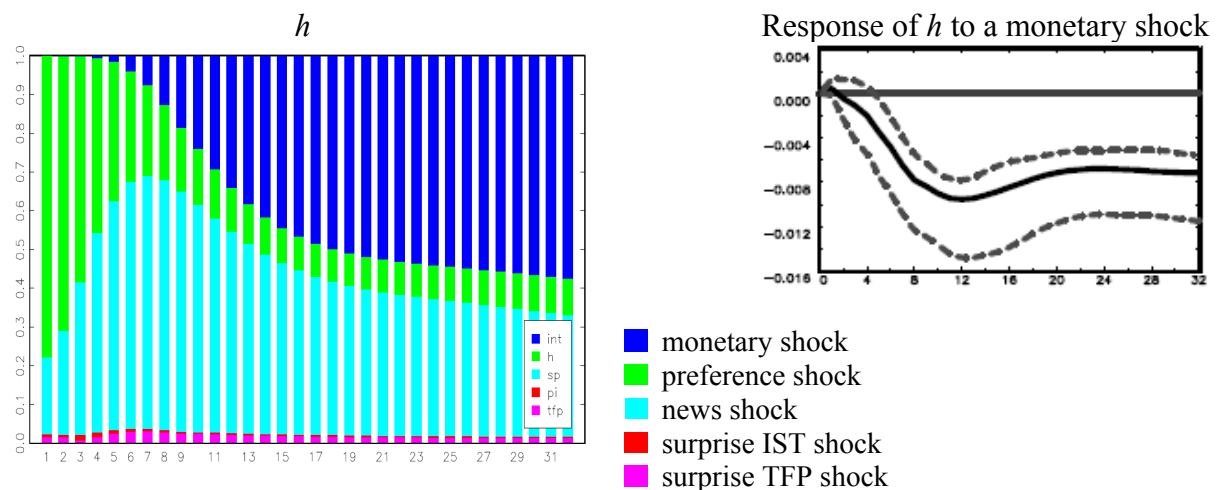 h
1.0
0.9
0.8
0.7
0.6
0.5
0.4
0.3
0.2
0.1
0.0
1 2 3 4 5 6 7 8 9 11 13 15 17 19 21 23 25 27 29 31
int
h
sp
pi
tfp
Response of h to a monetary shock
0.004
0.000
−0.004
−0.008
−0.012
−0.016
0 4 8 12 16 20 24 28 32
monetary shock
preference shock
news shock
surprise IST shock
surprise TFP shock